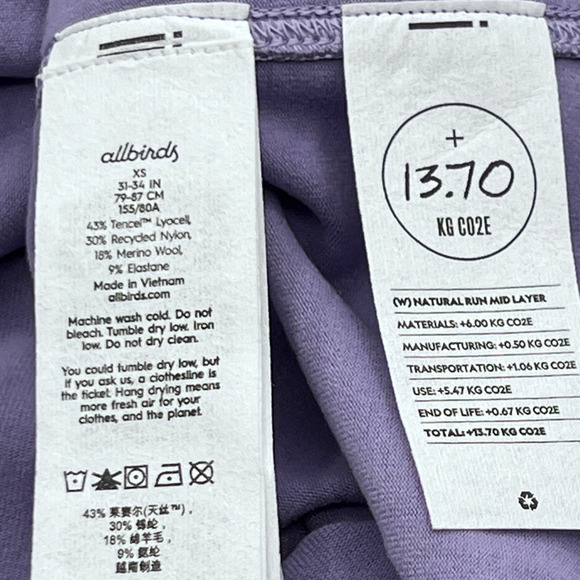 allbirds
XS
31-34 IN
79-87 CM
155/80A
43% Tencel™ Lyocell,
30% Recycled Nylon,
18% Merino Wool,
9% Elastane
Made in Vietnam
allbirds.com
Machine wash cold. Do not
bleach. Tumble dry low. Iron
low. Do not dry clean.
You could tumble dry low, but
if you ask us, a clothesline is
the ticket. Hang drying means
more fresh air for your
clothes, and the planet.
43% 莱赛尔(天丝™),
30% 锦纶,
18% 绵羊毛,
9% 氨纶
越南制造
+
13.70
KG CO2E
(W) NATURAL RUN MID LAYER
MATERIALS: +6.00 KG CO2E
MANUFACTURING: +0.50 KG CO2E
TRANSPORTATION: +1.06 KG CO2E
USE: +5.47 KG CO2E
END OF LIFE: +0.67 KG CO2E
TOTAL: +13.70 KG CO2E